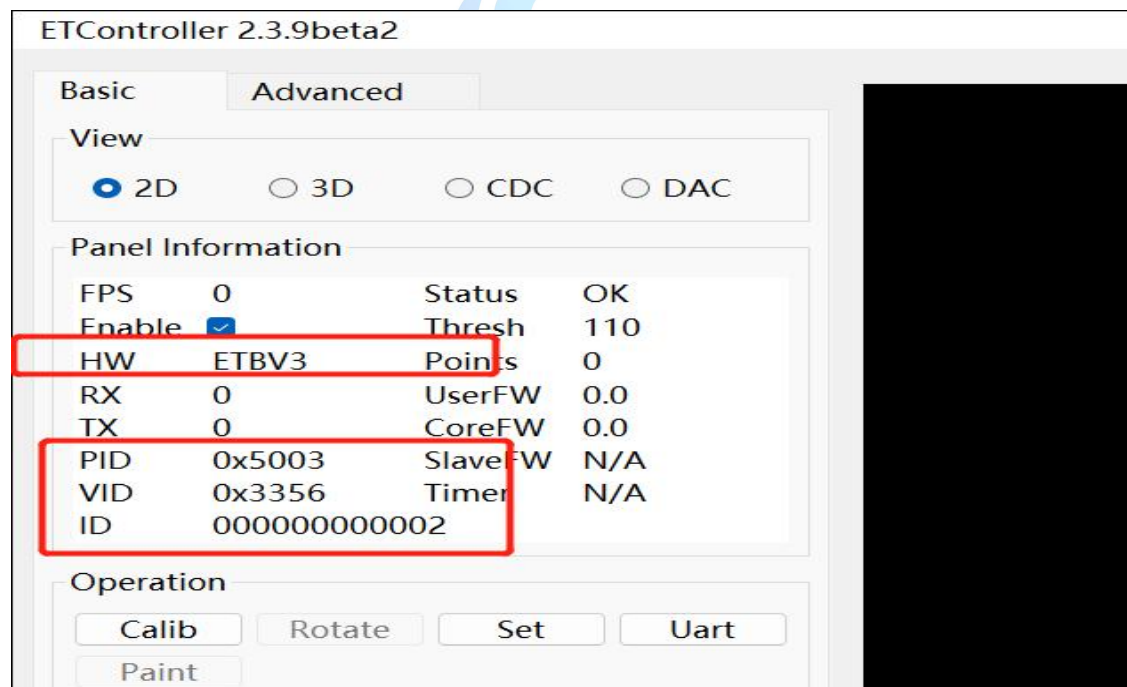 ETController 2.3.9beta2
Basic Advanced
View
2D 3D CDC DAC
Panel Information
FPS 0 Status OK
Enable Thresh 110
HW ETBV3 Points 0
RX 0 UserFW 0.0
TX 0 CoreFW 0.0
PID 0x5003 SlaveFW N/A
VID 0x3356 Timer N/A
ID 000000000002
Operation
Calib Rotate Set Uart
Paint